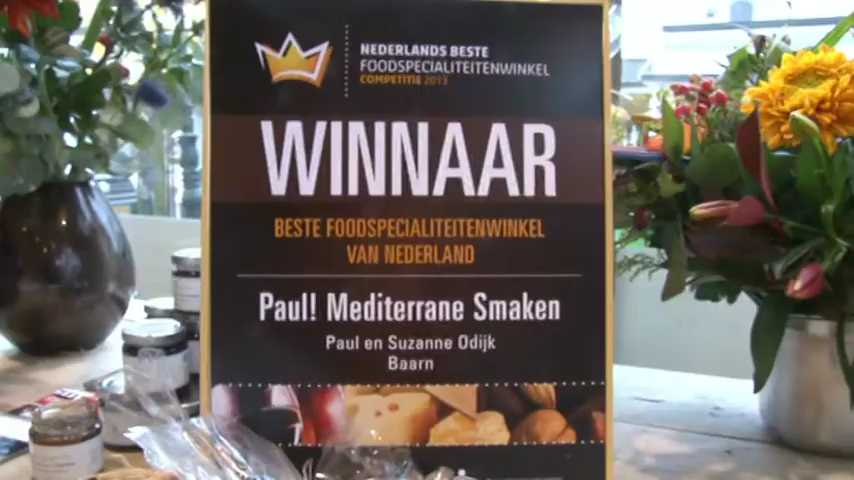 NEDERLANDS BESTE
FOODSPECIALITEITENWINKEL
COMPETITIE 2013
WINNAAR
BESTE FOODSPECIALITEITENWINKEL
VAN NEDERLAND
Paul! Mediterrane Smaken
Paul en Suzanne Odijk
Baarn